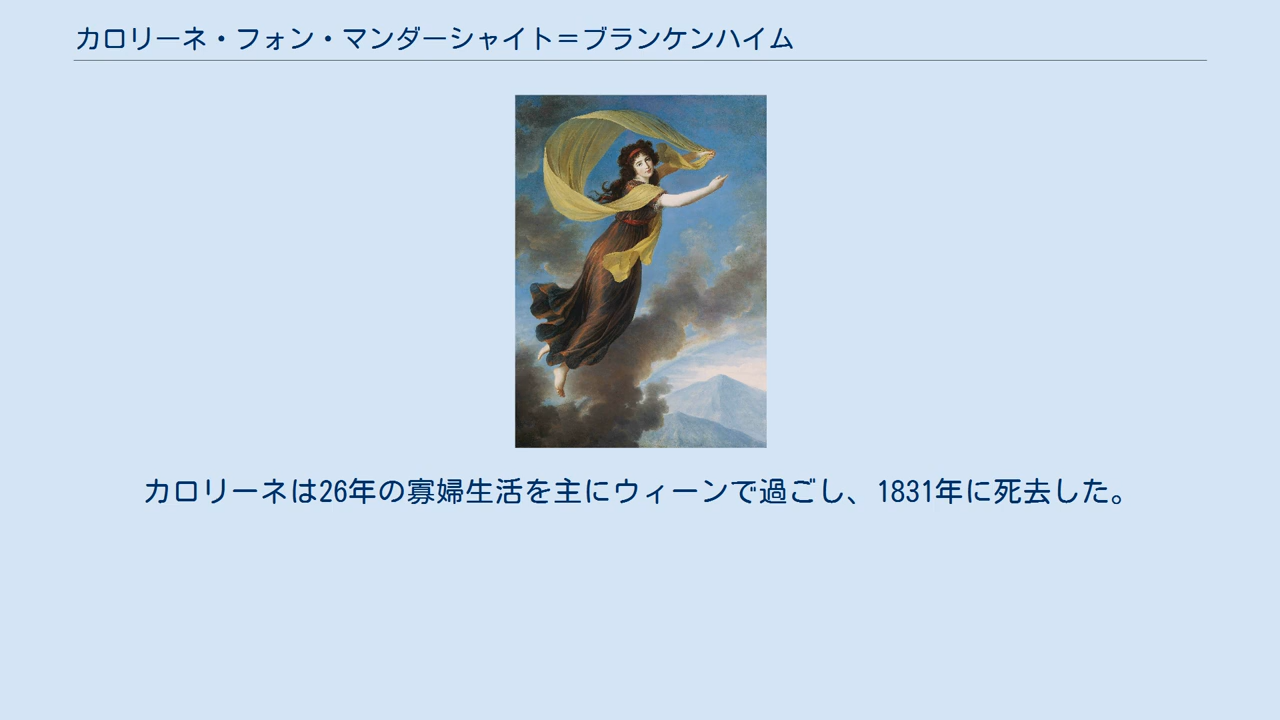 カロリーネ・フォン・マンダーシャイト＝ブランケンハイム
カロリーネは26年の寡婦生活を主にウィーンで過ごし、1831年に死去した。